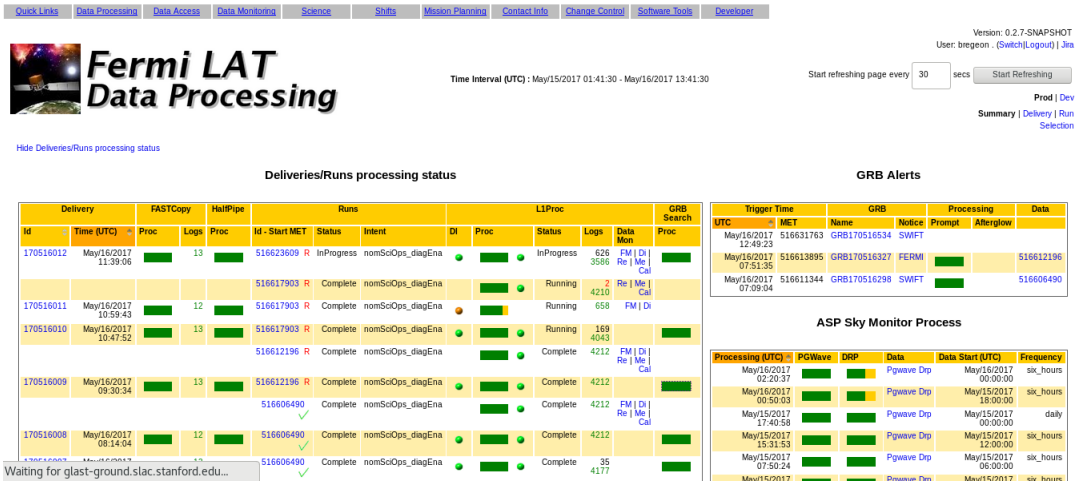 Quick Links Data Processing Data Access Data Monitoring Science Shifts Mission Planning Contact Info Change Control Software Tools Developer
Version: 0.2.7-SNAPSHOT
User: bregeon . (Switch|Logout) | Jira
Fermi LAT
Data Processing
Time Interval (UTC) : May/15/2017 01:41:30 - May/16/2017 13:41:30
Start refreshing page every 30 secs Start Refreshing
Prod | Dev
Summary | Delivery | Run
Selection
Hide Deliveries/Runs processing status
Deliveries/Runs processing status
Delivery FASTCopy HalfPipe Runs L1Proc GRB
Search
Id Time (UTC) Proc Logs Proc Id - Start MET Status Intent DI Proc Status Logs Data
Mon Proc
170516012 May/16/2017 13 516623609 R InProgress nomSciOps_diagEna InProgress 626 FM | Di |
11:39:06 3586 Re | Me |
Cal
516617903 R Complete nomSciOps_diagEna Running 2 Re | Me |
4210 Cal
170516011 May/16/2017 12 516617903 R Complete nomSciOps_diagEna Running 658 FM | Di
10:59:43
170516010 May/16/2017 13 516617903 R Complete nomSciOps_diagEna Running 169
10:47:52 4043
516612196 R Complete nomSciOps_diagEna Complete 4212 FM | Di |
Re | Me |
Cal
170516009 May/16/2017 13 516612196 R Complete nomSciOps_diagEna Complete 4212
09:30:34
516606490 Complete nomSciOps_diagEna Complete 4212 FM | Di |
Re | Me |
Cal
170516008 May/16/2017 12 516606490 Complete nomSciOps_diagEna Complete 4212
08:14:04
516606490 Complete nomSciOps_diagEna Complete 35
4177
Waiting for glast-ground.slac.stanford.edu...
GRB Alerts
Trigger Time GRB Processing Data
UTC MET Name Notice Prompt Afterglow
May/16/2017 516631763 GRB170516534 SWIFT
12:49:23
May/16/2017 516613895 GRB170516327 FERMI 516612196
07:51:35
May/16/2017 516611344 GRB170516298 SWIFT 516606490
07:09:04
ASP Sky Monitor Process
Processing (UTC) PGWave DRP Data Data Start (UTC) Frequency
May/16/2017 Pgwave Drp May/16/2017 six_hours
02:20:37 00:00:00
May/16/2017 Pgwave Drp May/15/2017 six_hours
00:50:03 18:00:00
May/15/2017 Pgwave Drp May/15/2017 daily
17:40:58 00:00:00
May/15/2017 Pgwave Drp May/15/2017 six_hours
15:31:53 12:00:00
May/15/2017 Pgwave Drp May/15/2017 six_hours
07:50:24 06:00:00
May/15/2017 Pgwave Drp May/15/2017 six_hours